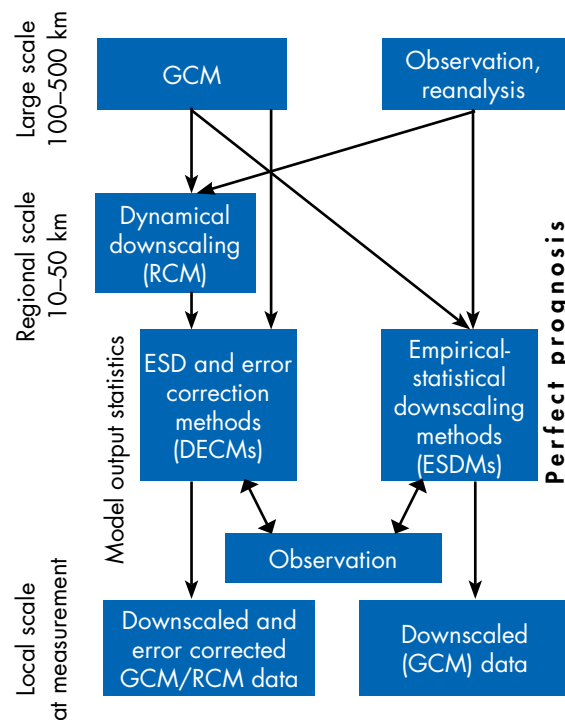 Large scale
100–500 km
GCM
Observation,
reanalysis
Regional scale
10–50 km
Dynamical
downscaling
(RCM)
Perfect prognosis
Model output statistics
ESD and error
correction
methods
(DECMs)
Empirical-
statistical
downscaling
methods
(ESDMs)
Observation
Local scale
at measurement
Downscaled and
error corrected
GCM/RCM data
Downscaled
(GCM) data